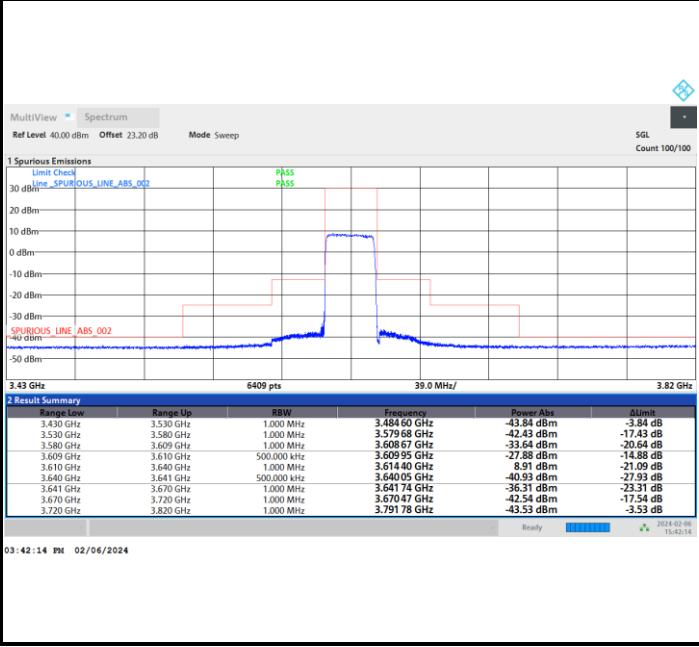 MultiView Spectrum
Ref Level 40.00 dBm Offset 23.20 dB Mode Sweep SGL
Count 100/100
1 Spurious Emissions
Limit Check PASS
Line _SPURIOUS_LINE_ABS_002 PASS
30 dBm
20 dBm
10 dBm
0 dBm
-10 dBm
-20 dBm
-30 dBm
_SPURIOUS_LINE_ABS_002
-40 dBm
-50 dBm
3.43 GHz 6409 pts 39.0 MHz/ 3.82 GHz
2 Result Summary
Range Low Range Up RBW Frequency Power Abs ΔLimit
3.430 GHz 3.530 GHz 1.000 MHz 3.484 60 GHz -43.84 dBm -3.84 dB
3.530 GHz 3.580 GHz 1.000 MHz 3.579 68 GHz -42.43 dBm -17.43 dB
3.580 GHz 3.609 GHz 1.000 MHz 3.608 67 GHz -33.64 dBm -20.64 dB
3.609 GHz 3.610 GHz 500.000 kHz 3.609 95 GHz -27.88 dBm -14.88 dB
3.610 GHz 3.640 GHz 1.000 MHz 3.614 40 GHz 8.91 dBm -21.09 dB
3.640 GHz 3.641 GHz 500.000 kHz 3.640 05 GHz -40.93 dBm -27.93 dB
3.641 GHz 3.670 GHz 1.000 MHz 3.641 74 GHz -36.31 dBm -23.31 dB
3.670 GHz 3.720 GHz 1.000 MHz 3.670 47 GHz -42.54 dBm -17.54 dB
3.720 GHz 3.820 GHz 1.000 MHz 3.791 78 GHz -43.53 dBm -3.53 dB
Ready 2024-02-06
15:42:14
03:42:14 PM 02/06/2024